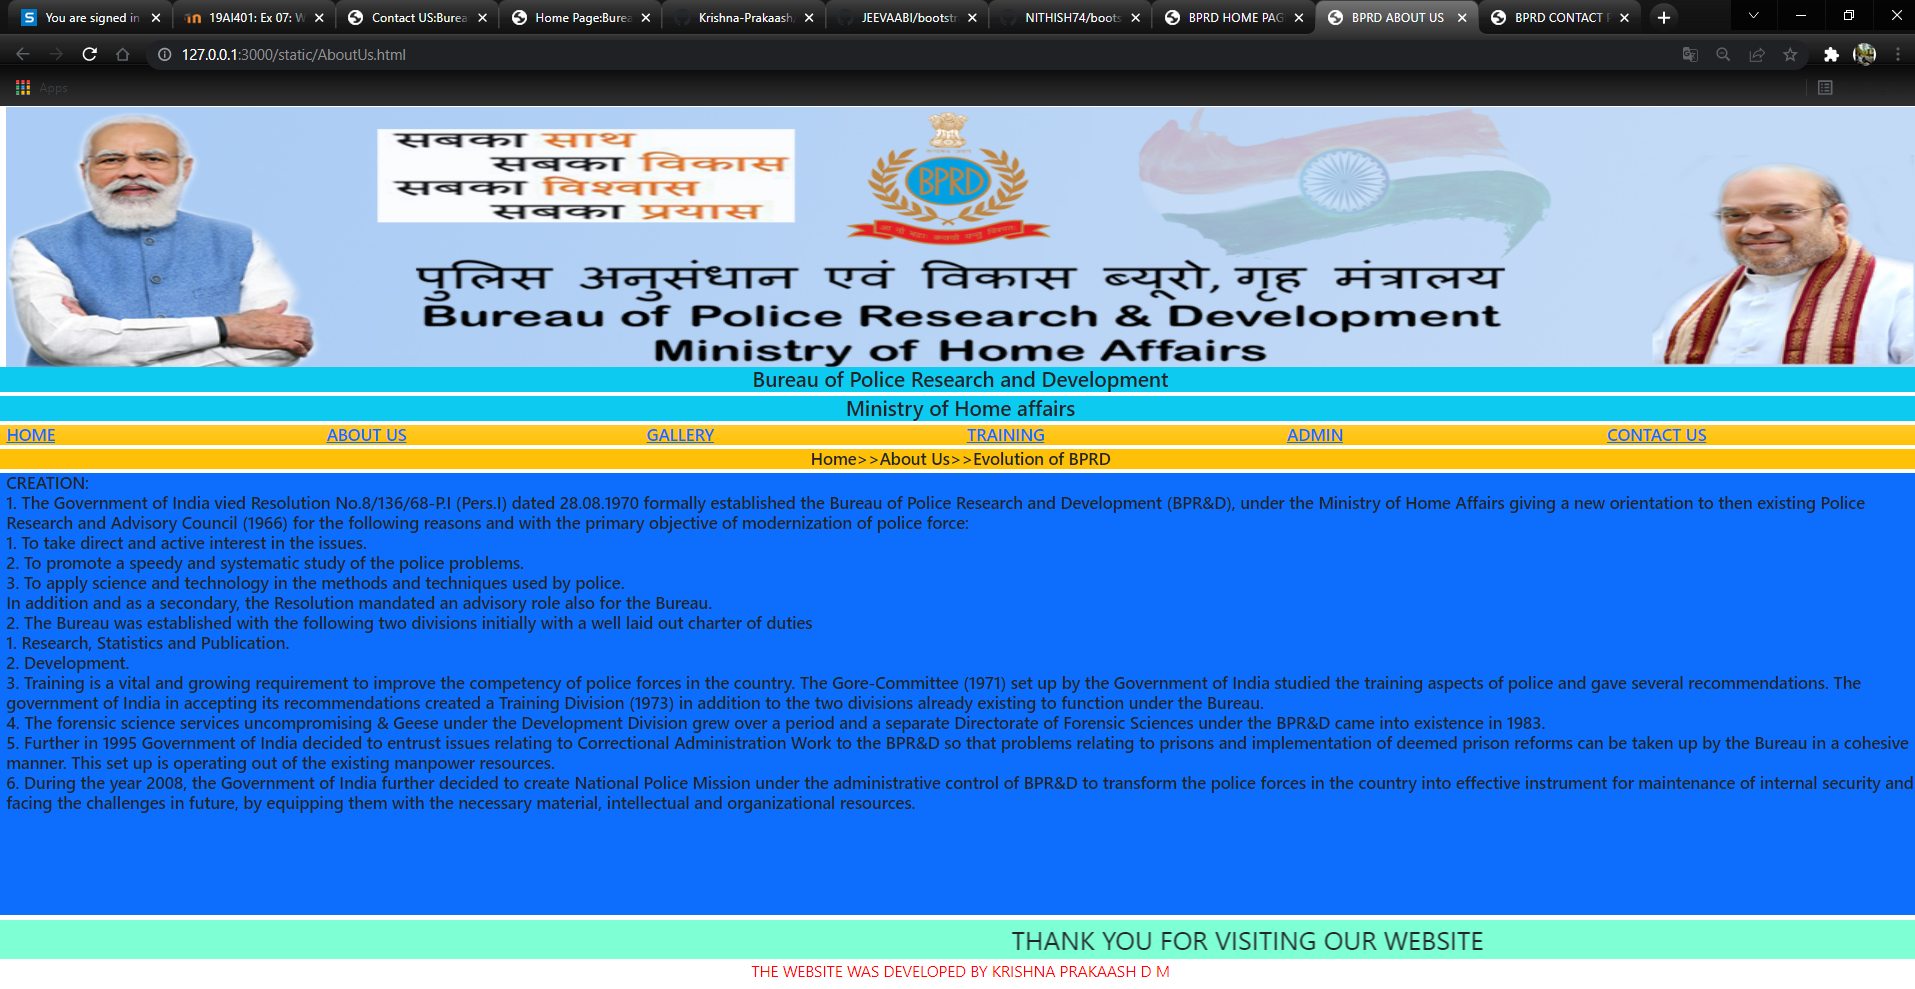 You are signed in
19AI401: Ex 07: W
Contact US:Burea
Home Page:Burea
Krishna-Prakaash
JEEVAABI/bootstr
NITHISH74/boots
BPRD HOME PAG
BPRD ABOUT US
BPRD CONTACT P
127.0.0.1:3000/static/AboutUs.html
Apps
सबका साथ
सबका विकास
सबका विश्वास
सबका प्रयास
BPRD
पुलिस अनुसंधान एवं विकास ब्यूरो, गृह मंत्रालय
Bureau of Police Research & Development
Ministry of Home Affairs
Bureau of Police Research and Development
Ministry of Home affairs
HOME ABOUT US GALLERY TRAINING ADMIN CONTACT US
Home>>About Us>>Evolution of BPRD
CREATION:
1. The Government of India vied Resolution No.8/136/68-P.I (Pers.I) dated 28.08.1970 formally established the Bureau of Police Research and Development (BPR&D), under the Ministry of Home Affairs giving a new orientation to then existing Police
Research and Advisory Council (1966) for the following reasons and with the primary objective of modernization of police force:
1. To take direct and active interest in the issues.
2. To promote a speedy and systematic study of the police problems.
3. To apply science and technology in the methods and techniques used by police.
In addition and as a secondary, the Resolution mandated an advisory role also for the Bureau.
2. The Bureau was established with the following two divisions initially with a well laid out charter of duties
1. Research, Statistics and Publication.
2. Development.
3. Training is a vital and growing requirement to improve the competency of police forces in the country. The Gore-Committee (1971) set up by the Government of India studied the training aspects of police and gave several recommendations. The
government of India in accepting its recommendations created a Training Division (1973) in addition to the two divisions already existing to function under the Bureau.
4. The forensic science services uncompromising & Geese under the Development Division grew over a period and a separate Directorate of Forensic Sciences under the BPR&D came into existence in 1983.
5. Further in 1995 Government of India decided to entrust issues relating to Correctional Administration Work to the BPR&D so that problems relating to prisons and implementation of deemed prison reforms can be taken up by the Bureau in a cohesive
manner. This set up is operating out of the existing manpower resources.
6. During the year 2008, the Government of India further decided to create National Police Mission under the administrative control of BPR&D to transform the police forces in the country into effective instrument for maintenance of internal security and
facing the challenges in future, by equipping them with the necessary material, intellectual and organizational resources.
THANK YOU FOR VISITING OUR WEBSITE
THE WEBSITE WAS DEVELOPED BY KRISHNA PRAKAASH D M